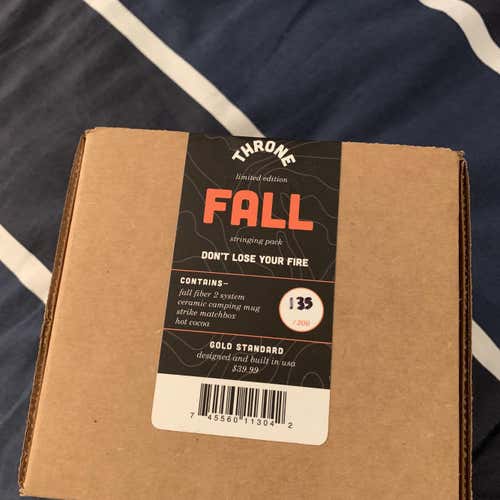 THRONE
limited edition
FALL
stringing pack
DON'T LOSE YOUR FIRE
CONTAINS—
fall fiber 2 system
ceramic camping mug
strike matchbox
hot cocoa
135
/200
GOLD STANDARD
designed and built in usa
$39.99
7 45560 11304 2